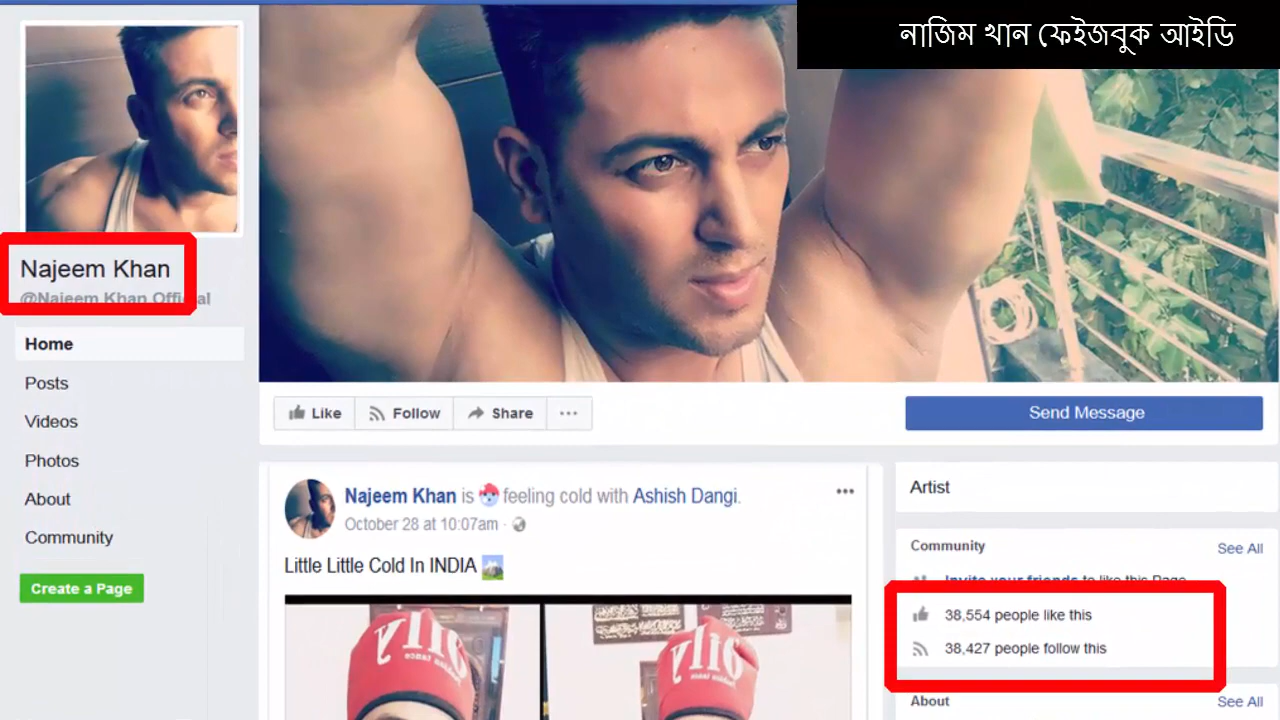 নাজিম খান ফেইজবুক আইডি
Najeem Khan
@Najeem Khan Official
Home
Posts
Videos
Photos
About
Community
Create a Page
Like
Follow
Share
Send Message
Najeem Khan is feeling cold with Ashish Dangi.
October 28 at 10:07am
Little Little Cold In INDIA
Artist
Community
See All
Invite your friends to like this Page
38,554 people like this
38,427 people follow this
About
See All